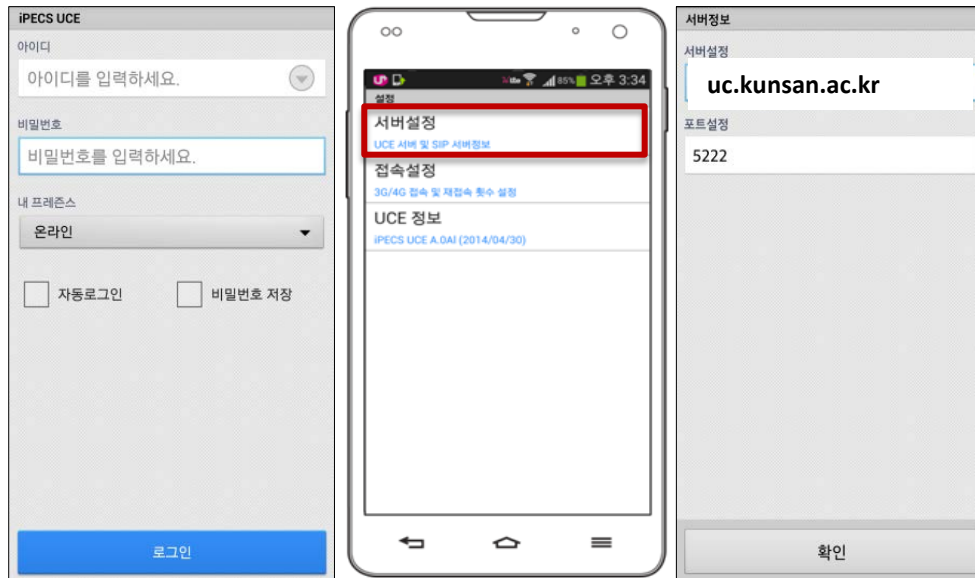 iPECS UCE
아이디
아이디를 입력하세요.
비밀번호
비밀번호를 입력하세요.
내 프레즌스
온라인
자동로그인 비밀번호 저장
로그인
85% 오후 3:34
설정
서버설정
UCE 서버 및 SIP 서버정보
접속설정
3G/4G 접속 및 재접속 횟수 설정
UCE 정보
iPECS UCE A.0AI (2014/04/30)
서버정보
서버설정
uc.kunsan.ac.kr
포트설정
5222
확인